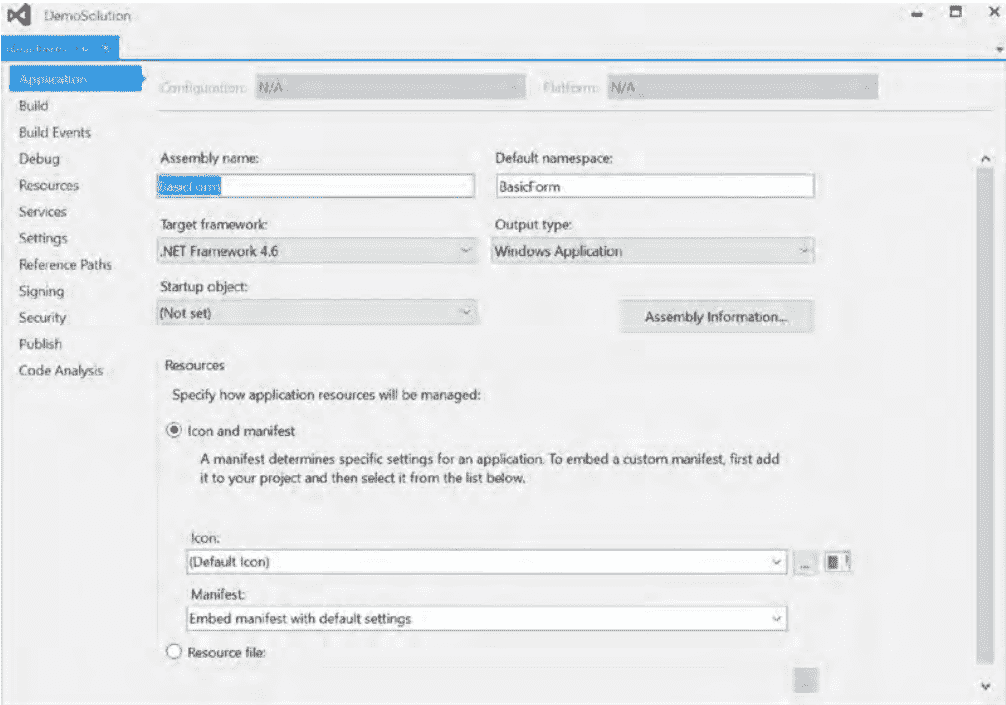 DemoSolution
Application
Configuration: N/A Platform: N/A
Build
Build Events
Debug
Resources
Services
Settings
Reference Paths
Signing
Security
Publish
Code Analysis
Assembly name: Default namespace:
BasicForm BasicForm
Target framework: Output type:
.NET Framework 4.6 Windows Application
Startup object:
(Not set) Assembly Information...
Resources
Specify how application resources will be managed:
Icon and manifest
A manifest determines specific settings for an application. To embed a custom manifest, first add
it to your project and then select it from the list below.
Icon:
(Default Icon) ...
Manifest:
Embed manifest with default settings
Resource file:
...